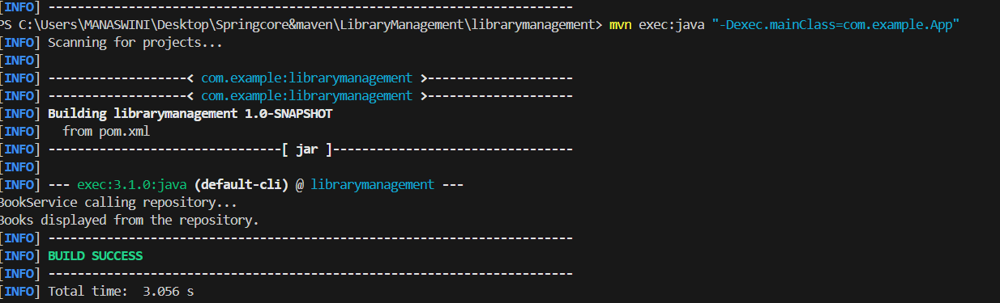 [INFO] ------------------------------------------------------------------------
PS C:\Users\MANASWINI\Desktop\Springcore&maven\LibraryManagement\librarymanagement> mvn exec:java "-Dexec.mainClass=com.example.App"
[INFO] Scanning for projects...
[INFO]
[INFO] -------------------< com.example:librarymanagement >--------------------
[INFO] -------------------< com.example:librarymanagement >--------------------
[INFO] Building librarymanagement 1.0-SNAPSHOT
[INFO]   from pom.xml
[INFO] --------------------------------[ jar ]---------------------------------
[INFO]
[INFO] --- exec:3.1.0:java (default-cli) @ librarymanagement ---
BookService calling repository...
Books displayed from the repository.
[INFO] ------------------------------------------------------------------------
[INFO] BUILD SUCCESS
[INFO] ------------------------------------------------------------------------
[INFO] Total time:  3.056 s